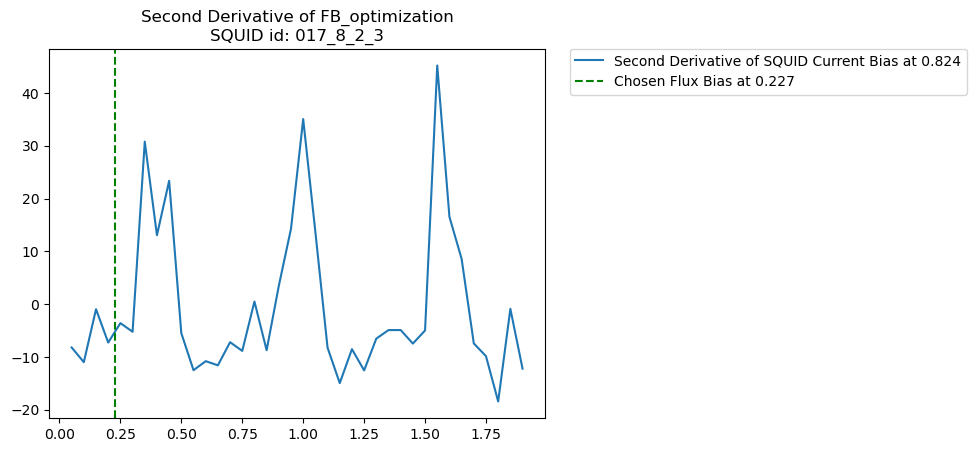 Second Derivative of FB_optimization
SQUID id: 017_8_2_3
Second Derivative of SQUID Current Bias at 0.824
Chosen Flux Bias at 0.227
40
30
20
10
0
−10
−20
0.00 0.25 0.50 0.75 1.00 1.25 1.50 1.75